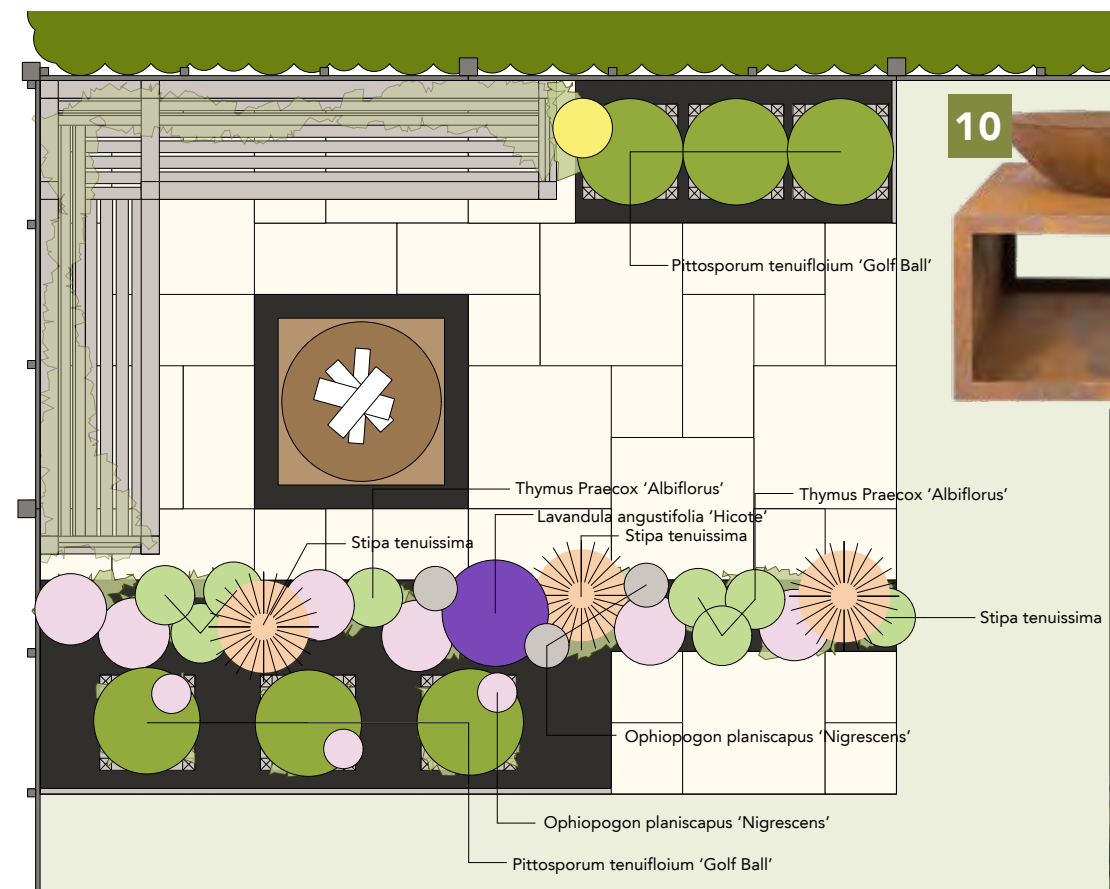 10
Pittosporum tenuifloium ‘Golf Ball’
Thymus Praecox ‘Albiflorus’
Thymus Praecox ‘Albiflorus’
Lavandula angustifolia ‘Hicote’
Stipa tenuissima
Stipa tenuissima
Stipa tenuissima
Ophiopogon planiscapus ‘Nigrescens’
Ophiopogon planiscapus ‘Nigrescens’
Pittosporum tenuifloium ‘Golf Ball’